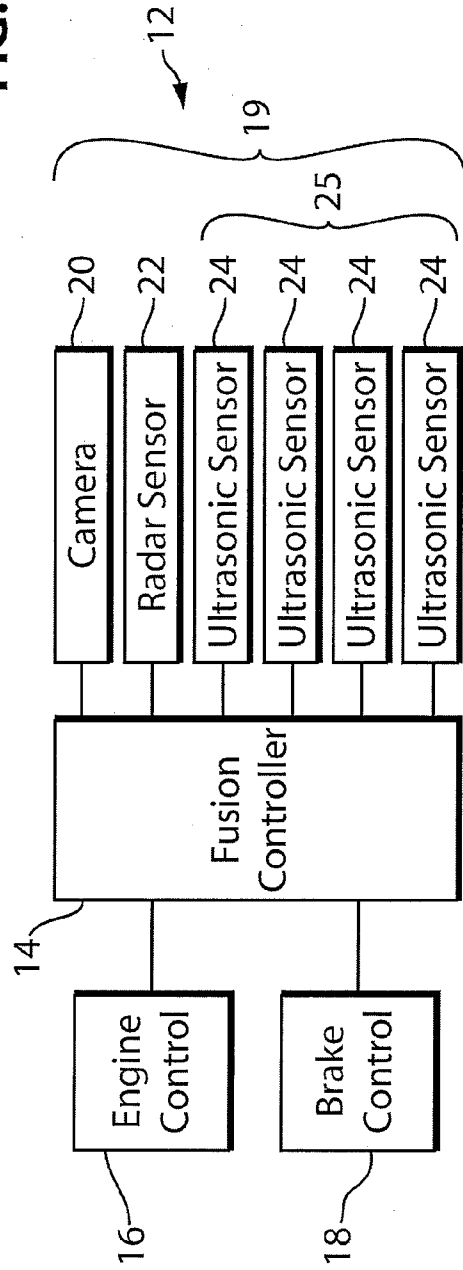 FIG.
12
14
Camera
20
Radar Sensor
22
Ultrasonic Sensor
24
Ultrasonic Sensor
24
Ultrasonic Sensor
24
Ultrasonic Sensor
24
19
25
Fusion
Controller
Engine
Control
16
Brake
Control
18